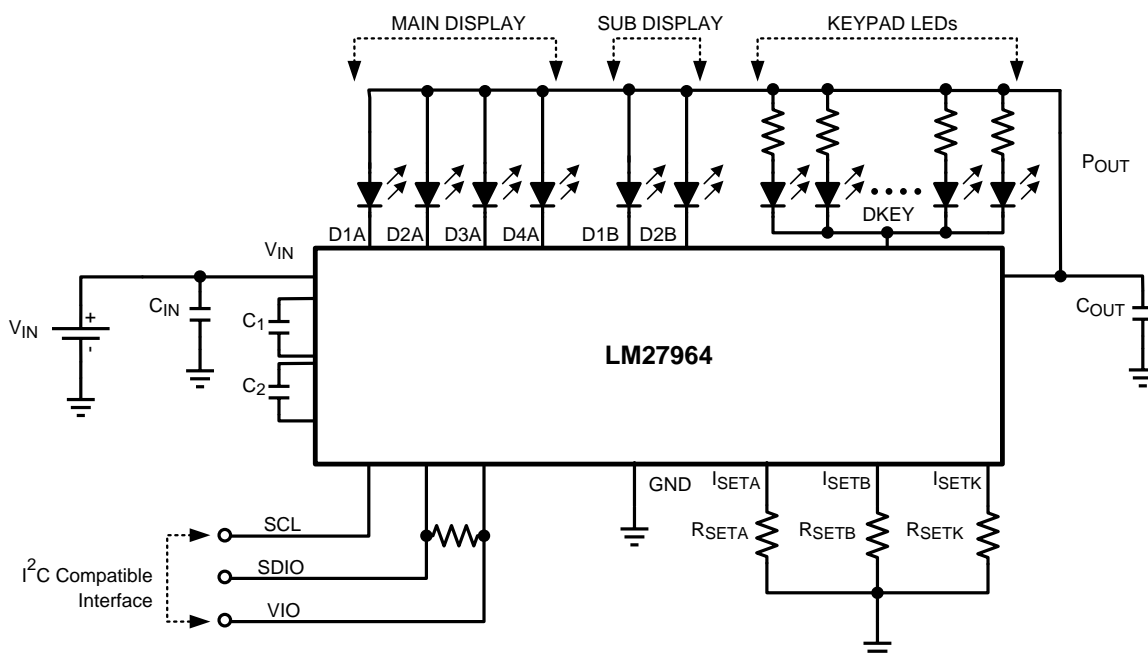 MAIN DISPLAY
SUB DISPLAY
KEYPAD LEDs
POUT
DKEY
D1A
D2A
D3A
D4A
D1B
D2B
VIN
CIN
C1
VIN
+
-
COUT
LM27964
C2
GND
ISETA
ISETB
ISETK
RSETA
RSETB
RSETK
SCL
SDIO
VIO
I2C Compatible
Interface